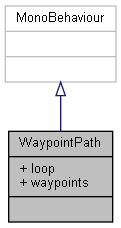 MonoBehaviour
WaypointPath
+ loop
+ waypoints